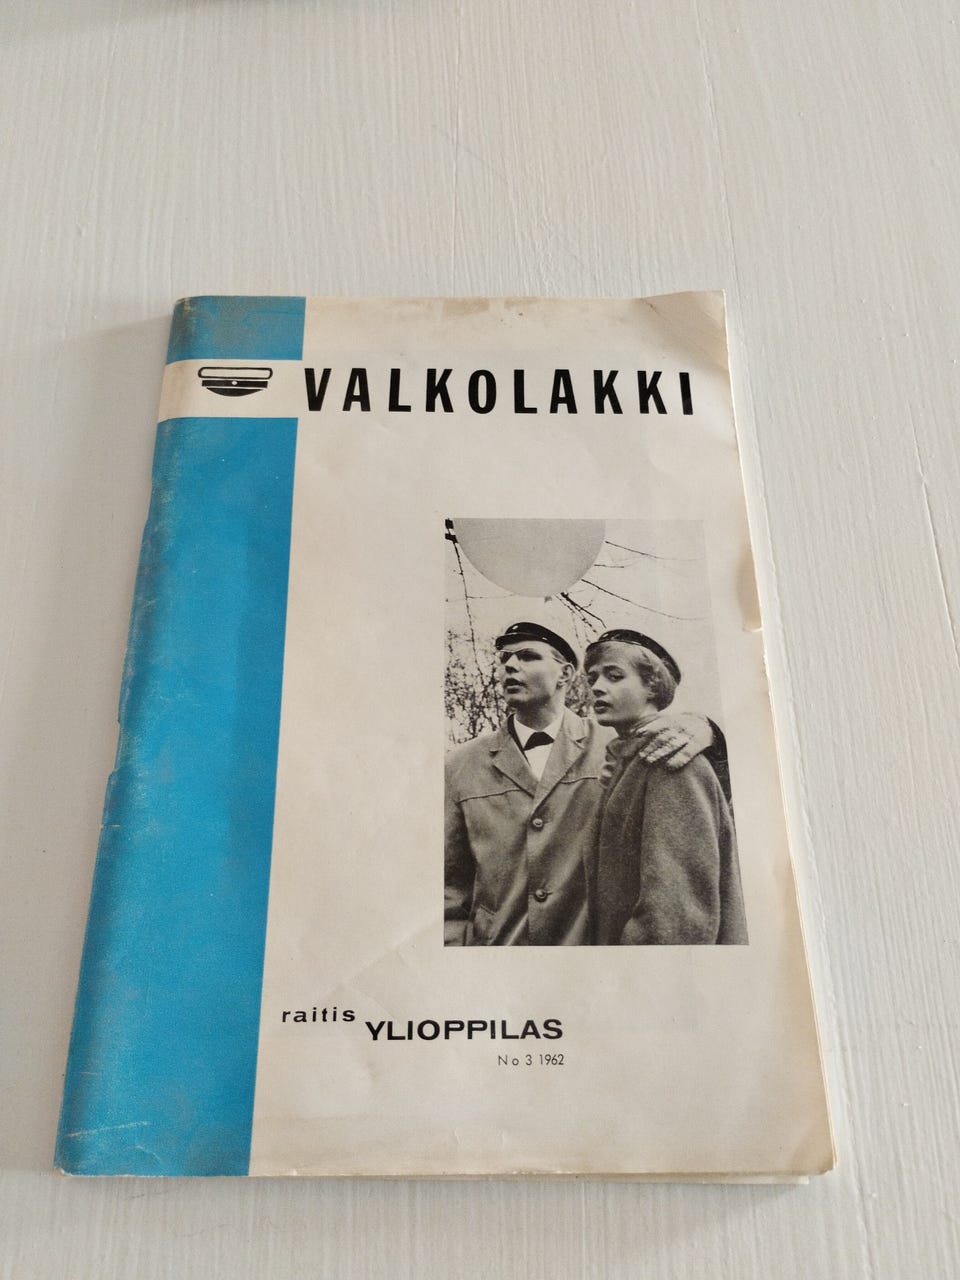 VALKOLAKKI
raitis YLIOPPILAS
No 3 1962